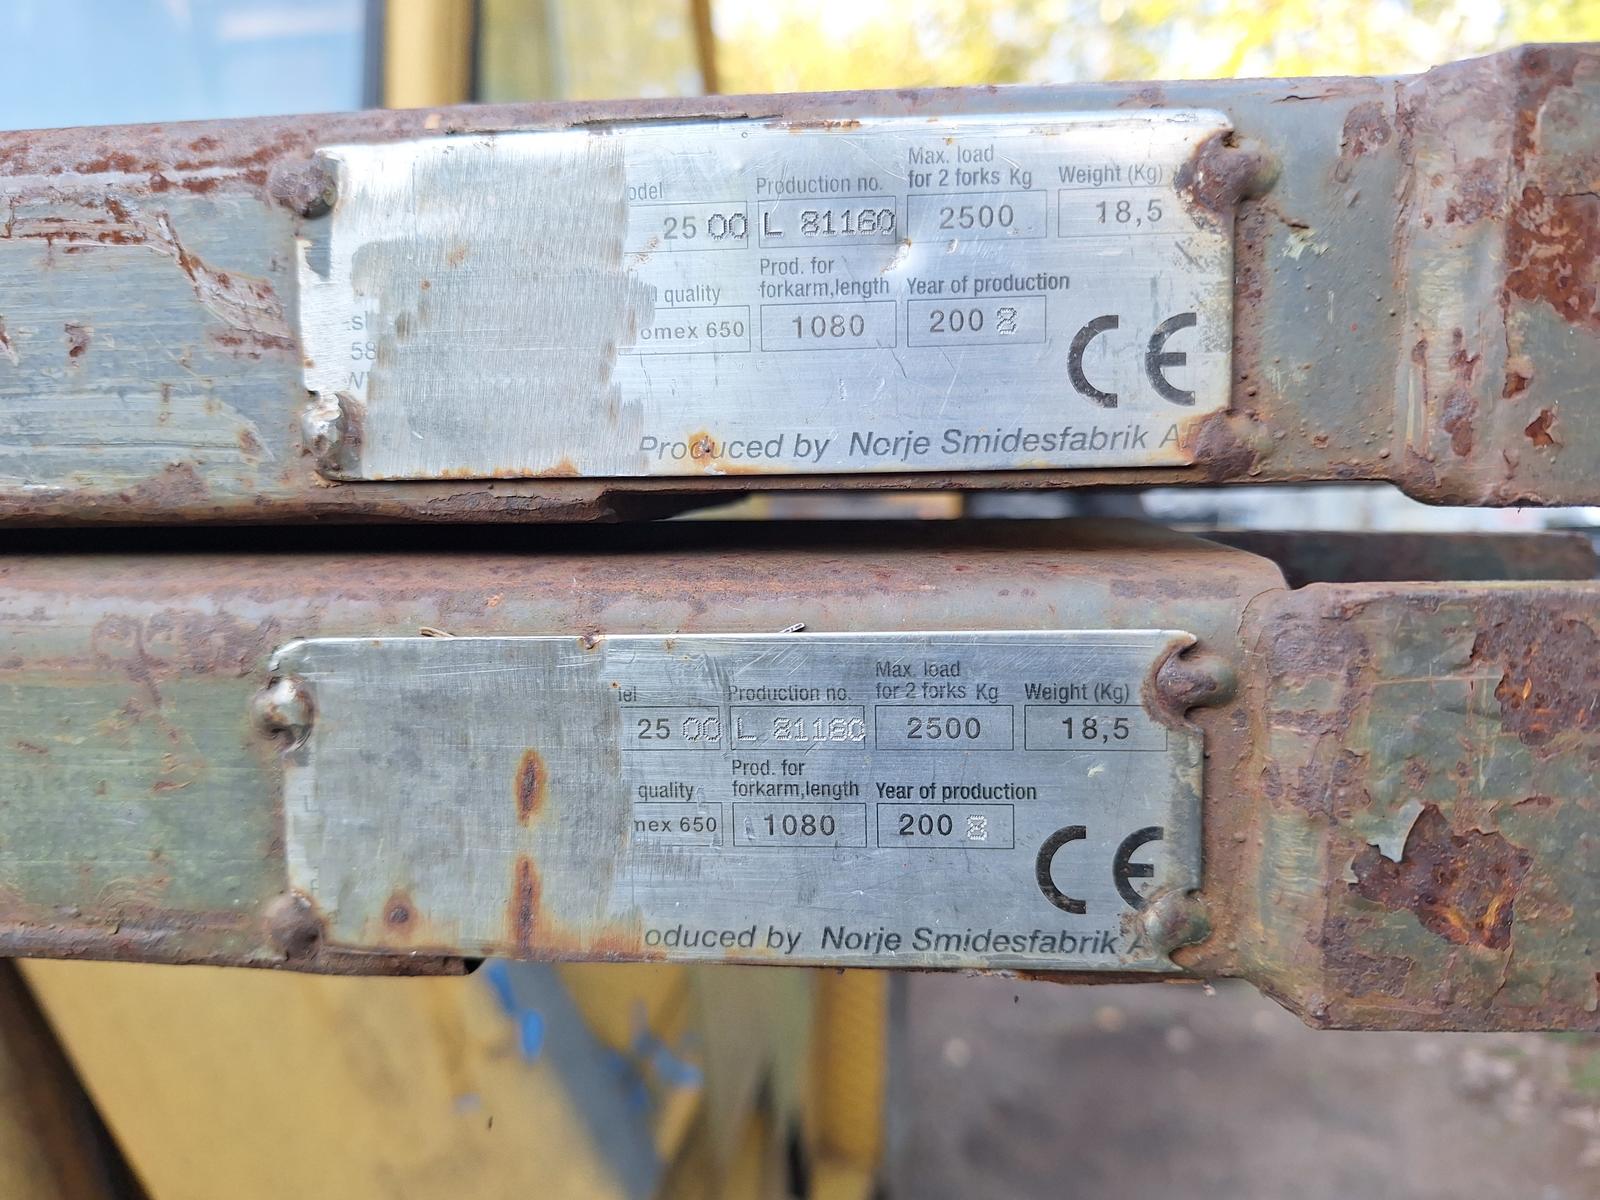 Max. load
odel Production no. for 2 forks Kg Weight (Kg)
25 00 L 81160 2500 18,5
Prod. for
quality forkarm,length Year of production
omex 650 1080 200 8
58
CE
Produced by Norje Smidesfabrik A
Max. load
el Production no. for 2 forks Kg Weight (Kg)
25 00 L 81160 2500 18,5
Prod. for
quality forkarm,length Year of production
mex 650 1080 200 8
CE
oduced by Norje Smidesfabrik A